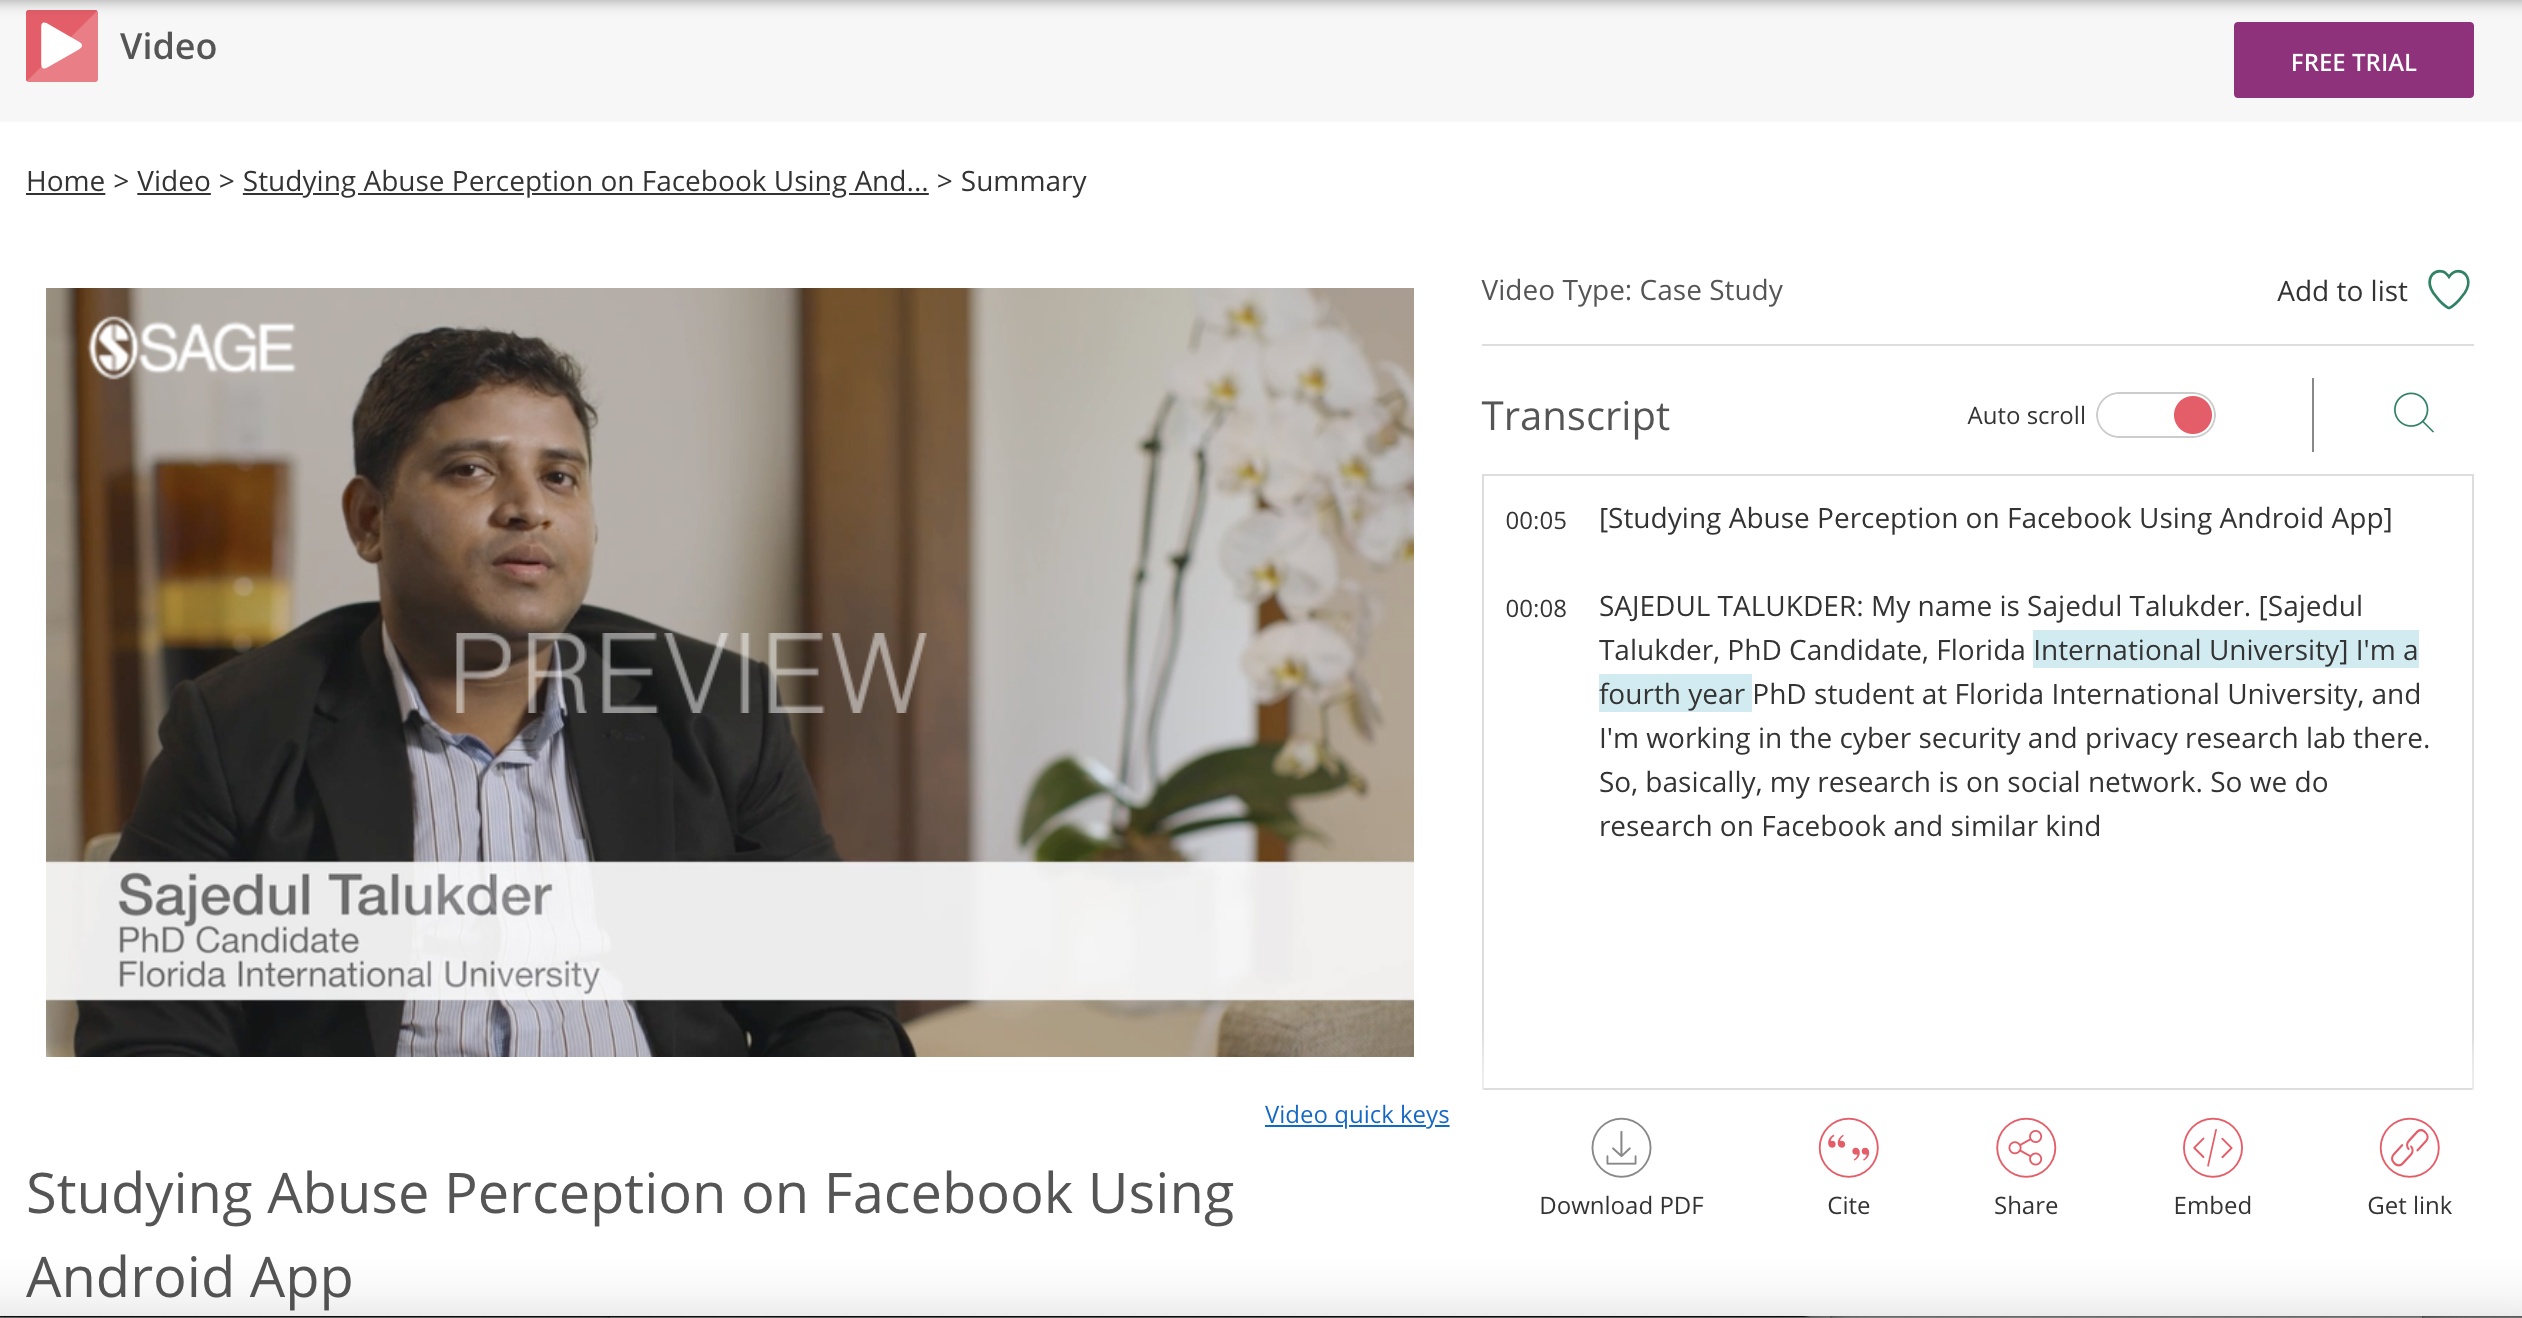 Video
FREE TRIAL
Home > Video > Studying Abuse Perception on Facebook Using And... > Summary
SAGE
PREVIEW
Sajedul Talukder
PhD Candidate
Florida International University
Video quick keys
Studying Abuse Perception on Facebook Using
Android App
Video Type: Case Study
Add to list
Transcript
Auto scroll
00:05 [Studying Abuse Perception on Facebook Using Android App]
00:08 SAJEDUL TALUKDER: My name is Sajedul Talukder. [Sajedul
Talukder, PhD Candidate, Florida International University] I'm a
fourth year PhD student at Florida International University, and
I'm working in the cyber security and privacy research lab there.
So, basically, my research is on social network. So we do
research on Facebook and similar kind
Download PDF
Cite
Share
Embed
Get link